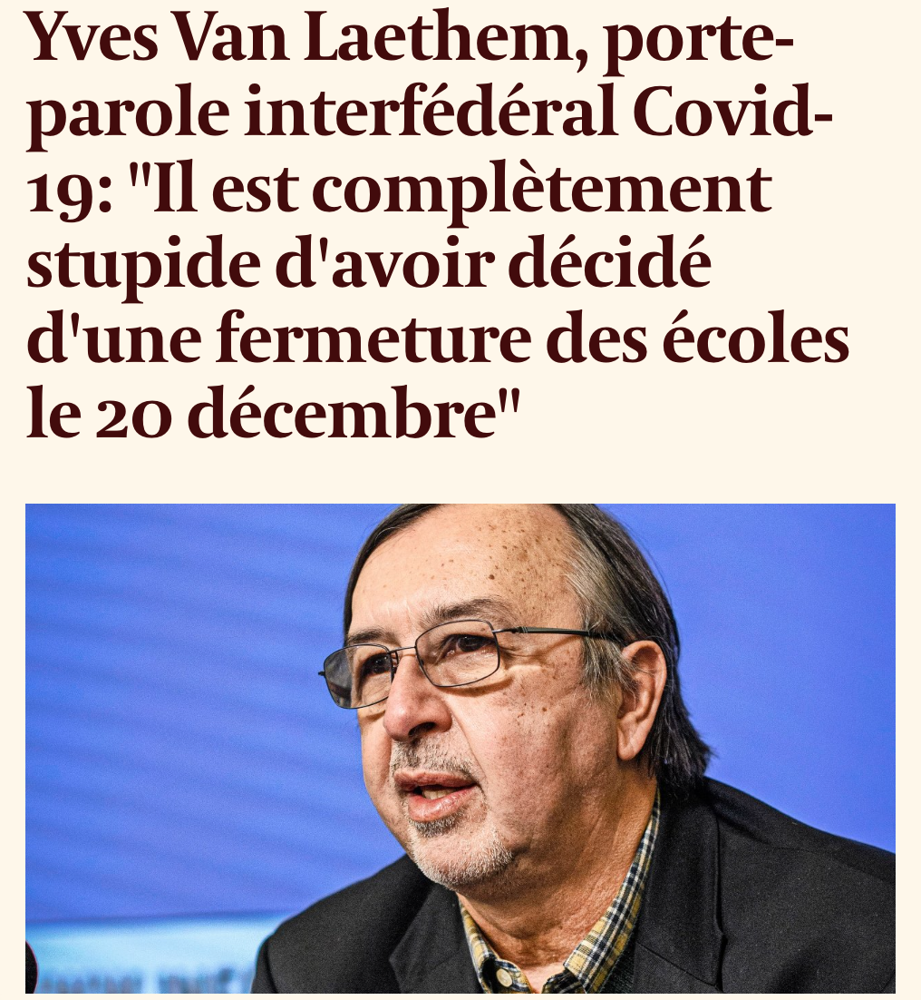 Yves Van Laethem, porte-
parole interfédéral Covid-
19: "Il est complètement
stupide d'avoir décidé
d'une fermeture des écoles
le 20 décembre"